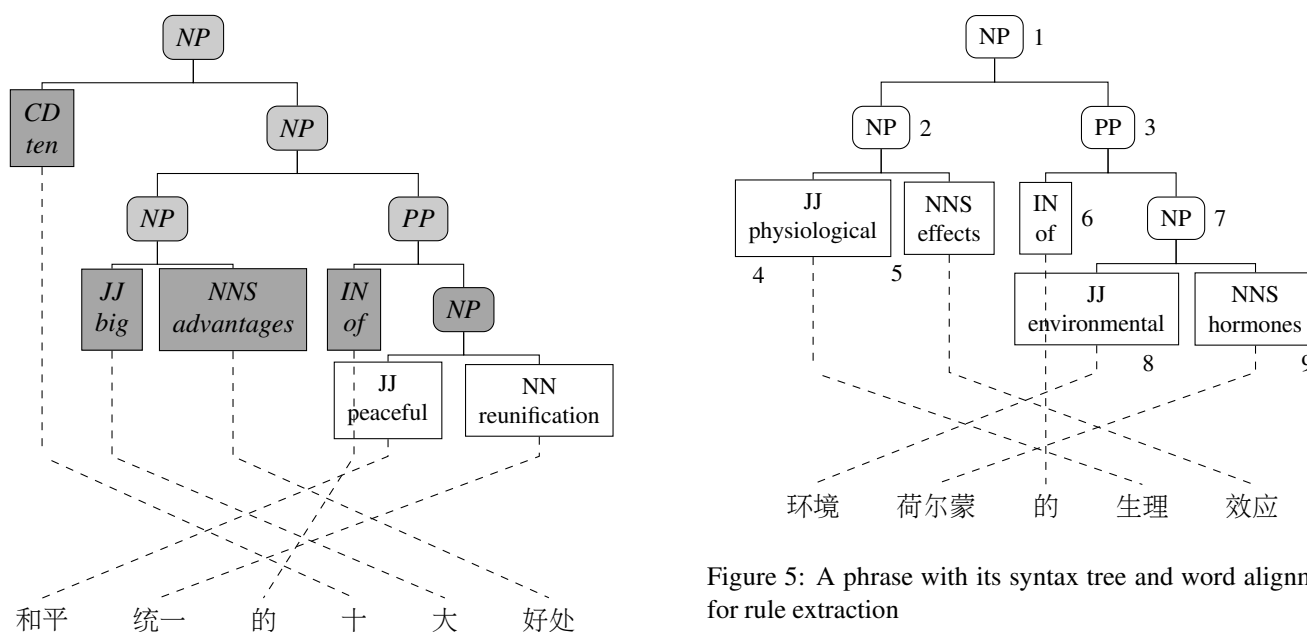 NP
CD
ten
NP
NP
PP
JJ
big
NNS
advantages
IN
of
NP
JJ
peaceful
NN
reunification
和平 统一 的 十 大 好处
NP 1
NP 2
PP 3
JJ
physiological
4
NNS
effects
5
IN
of
6
NP 7
JJ
environmental
8
NNS
hormones
9
环境 荷尔蒙 的 生理 效应
Figure 5: A phrase with its syntax tree and word alignm
for rule extraction